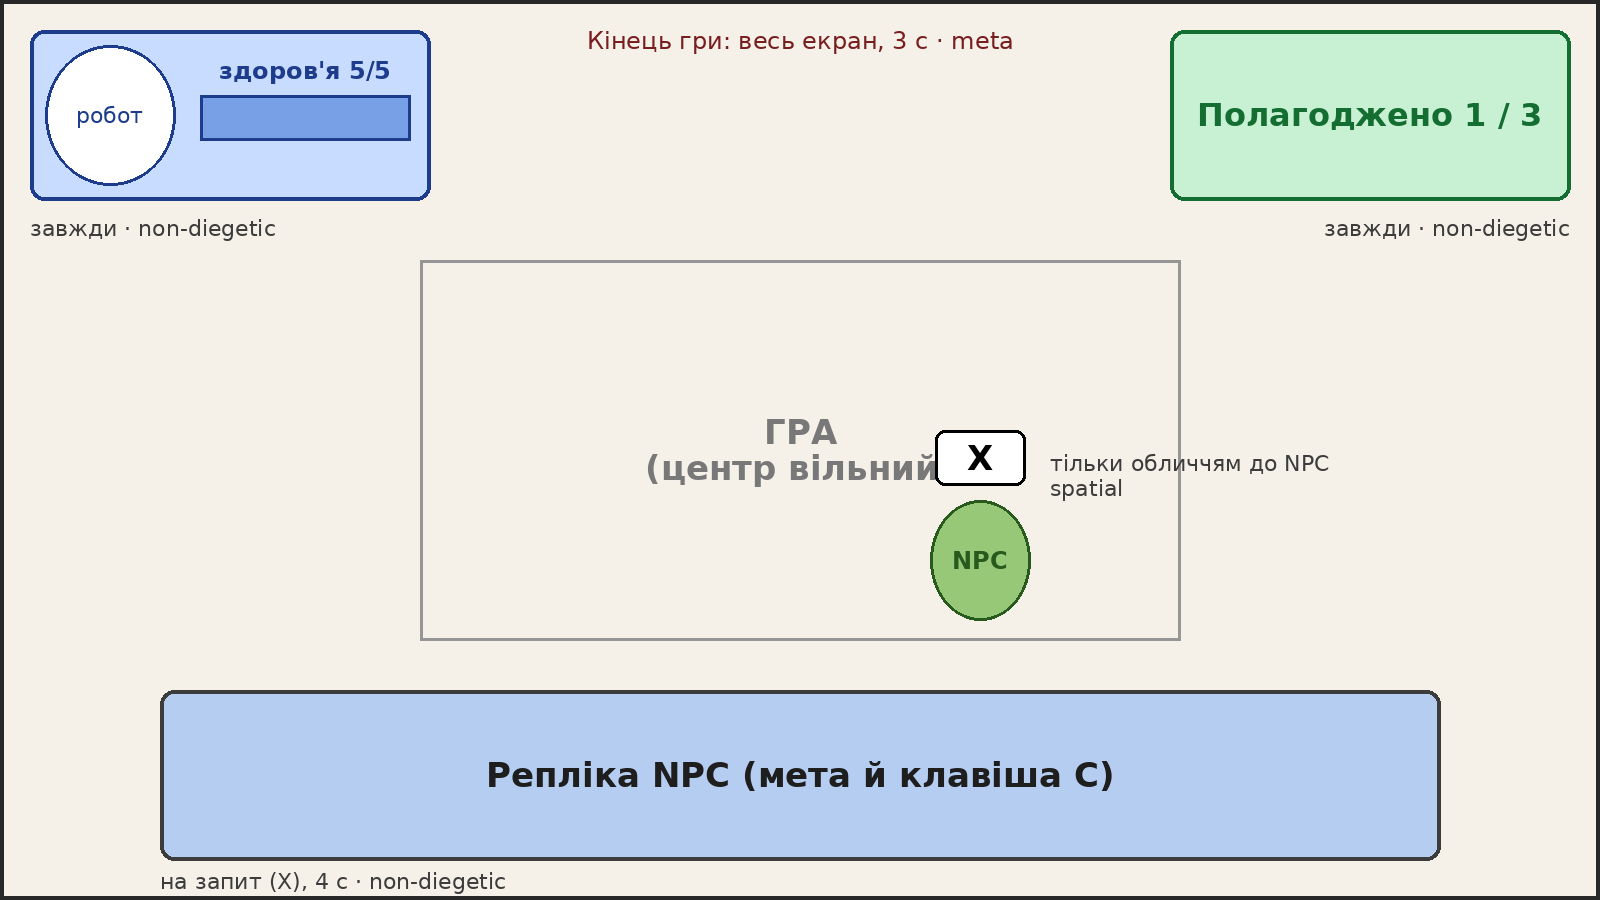 Кінець гри: весь екран, 3 с · meta
робот
здоров'я 5/5
Полагоджено 1 / 3
завжди · non-diegetic
завжди · non-diegetic
ГРА
(центр вільний
X
тільки обличчям до NPC
spatial
NPC
Репліка NPC (мета й клавіша C)
на запит (X), 4 с · non-diegetic